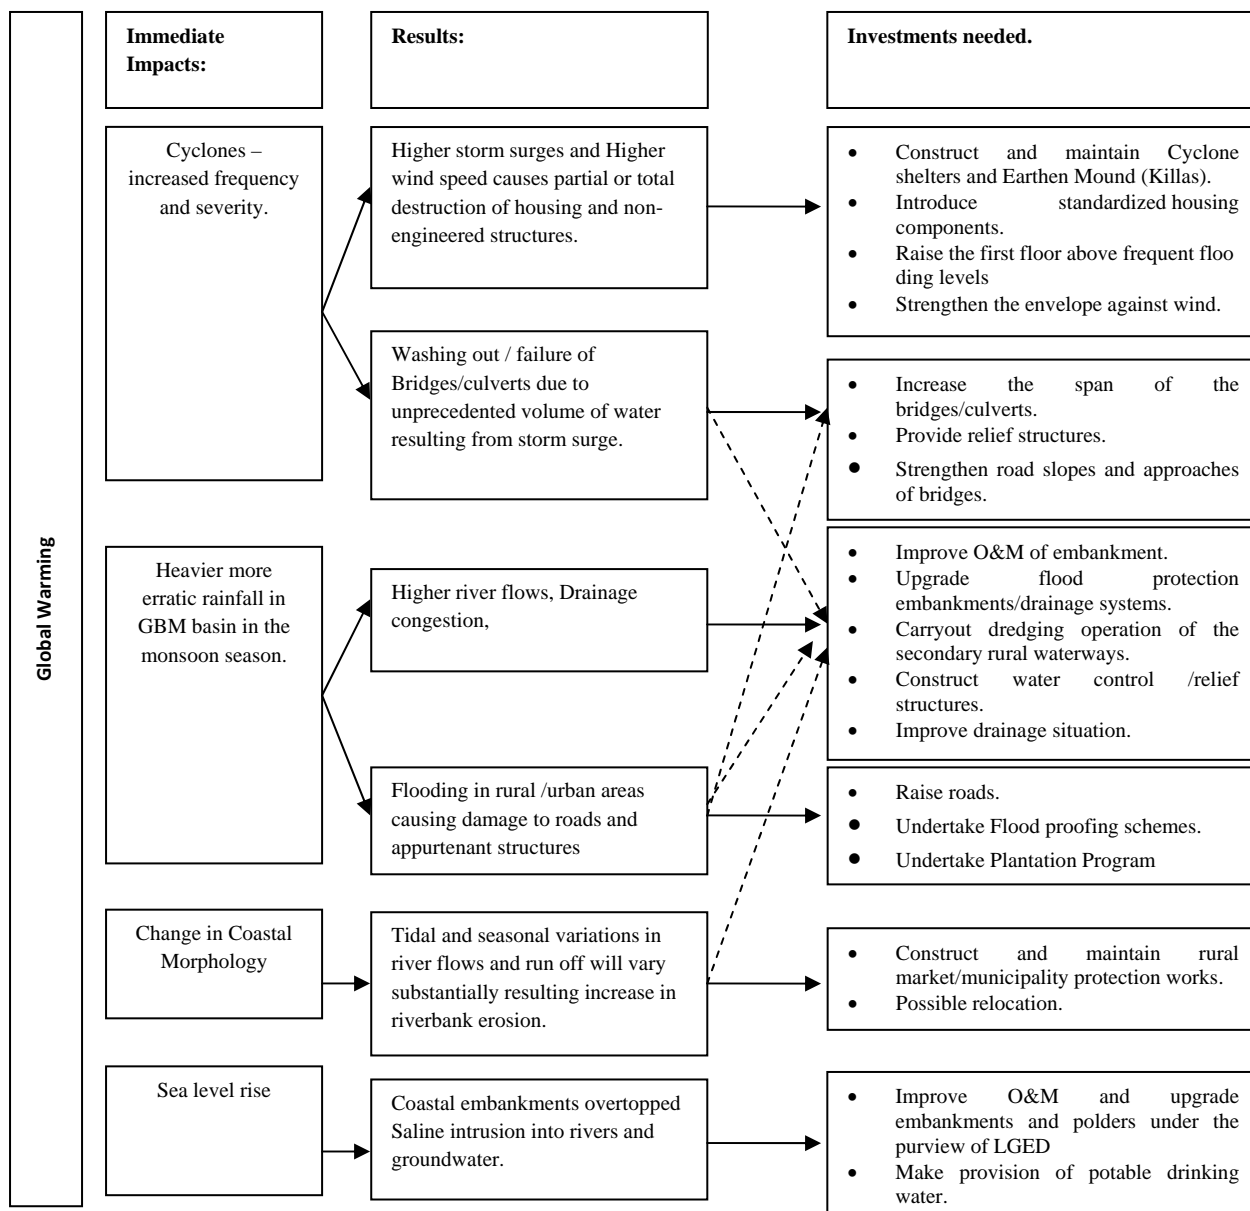 Global Warming
Immediate
Impacts:
Results:
Investments needed.
Cyclones –
increased frequency
and severity.
Higher storm surges and Higher
wind speed causes partial or total
destruction of housing and non-
engineered structures.
• Construct and maintain Cyclone
shelters and Earthen Mound (Killas).
• Introduce standardized housing
components.
• Raise the first floor above frequent floo
ding levels
• Strengthen the envelope against wind.
Washing out / failure of
Bridges/culverts due to
unprecedented volume of water
resulting from storm surge.
• Increase the span of the
bridges/culverts.
• Provide relief structures.
• Strengthen road slopes and approaches
of bridges.
Heavier more
erratic rainfall in
GBM basin in the
monsoon season.
Higher river flows, Drainage
congestion,
• Improve O&M of embankment.
• Upgrade flood protection
embankments/drainage systems.
• Carryout dredging operation of the
secondary rural waterways.
• Construct water control /relief
structures.
• Improve drainage situation.
Flooding in rural /urban areas
causing damage to roads and
appurtenant structures
• Raise roads.
• Undertake Flood proofing schemes.
• Undertake Plantation Program
Change in Coastal
Morphology
Tidal and seasonal variations in
river flows and run off will vary
substantially resulting increase in
riverbank erosion.
• Construct and maintain rural
market/municipality protection works.
• Possible relocation.
Sea level rise
Coastal embankments overtopped
Saline intrusion into rivers and
groundwater.
• Improve O&M and upgrade
embankments and polders under the
purview of LGED
• Make provision of potable drinking
water.